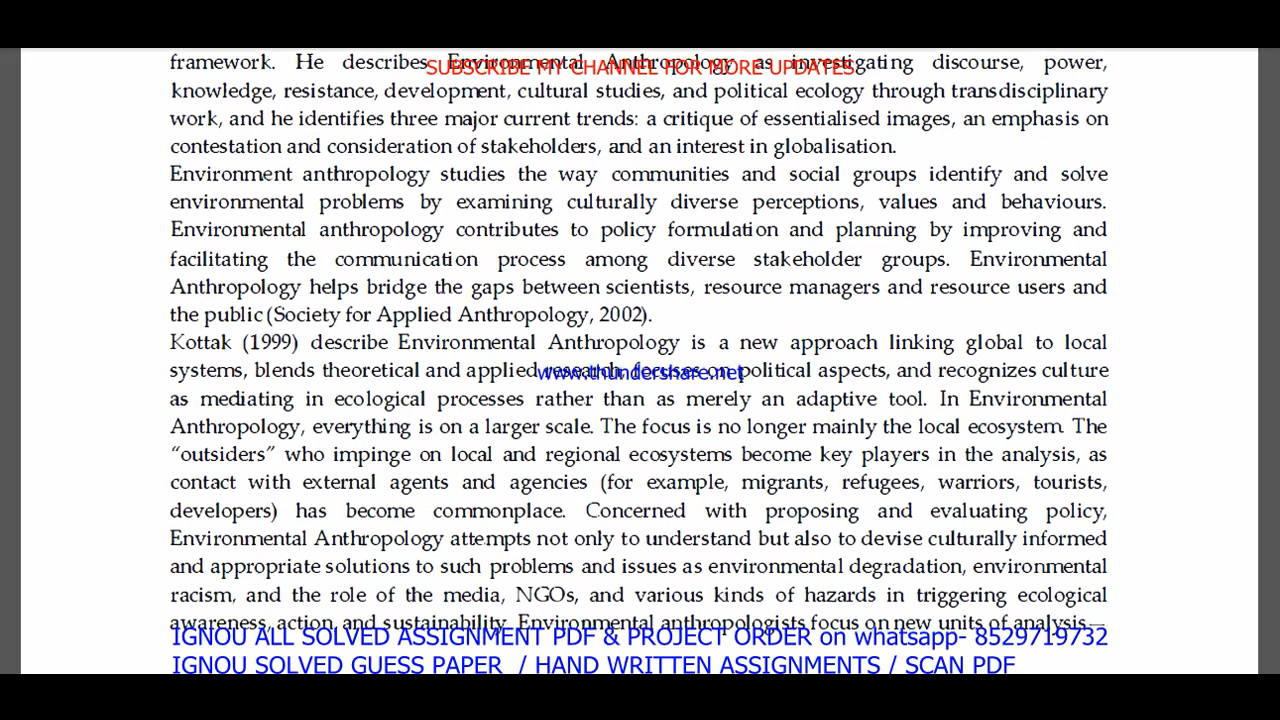 framework. He describes Environmental Anthropology as investigating discourse, power,
SUBSCRIBE MY CHANNEL FOR MORE UPDATES
knowledge, resistance, development, cultural studies, and political ecology through transdisciplinary
work, and he identifies three major current trends: a critique of essentialised images, an emphasis on
contestation and consideration of stakeholders, and an interest in globalisation.
Environment anthropology studies the way communities and social groups identify and solve
environmental problems by examining culturally diverse perceptions, values and behaviours.
Environmental anthropology contributes to policy formulation and planning by improving and
facilitating the communication process among diverse stakeholder groups. Environmental
Anthropology helps bridge the gaps between scientists, resource managers and resource users and
the public (Society for Applied Anthropology, 2002).
Kottak (1999) describe Environmental Anthropology is a new approach linking global to local
systems, blends theoretical and applied research, focuses on political aspects, and recognizes culture
www.thundershare.net
as mediating in ecological processes rather than as merely an adaptive tool. In Environmental
Anthropology, everything is on a larger scale. The focus is no longer mainly the local ecosystem. The
“outsiders” who impinge on local and regional ecosystems become key players in the analysis, as
contact with external agents and agencies (for example, migrants, refugees, warriors, tourists,
developers) has become commonplace. Concerned with proposing and evaluating policy,
Environmental Anthropology attempts not only to understand but also to devise culturally informed
and appropriate solutions to such problems and issues as environmental degradation, environmental
racism, and the role of the media, NGOs, and various kinds of hazards in triggering ecological
awareness, action, and sustainability. Environmental anthropologists focus on new units of analysis—
IGNOU ALL SOLVED ASSIGNMENT PDF & PROJECT ORDER on whatsapp- 8529719732
IGNOU SOLVED GUESS PAPER / HAND WRITTEN ASSIGNMENTS / SCAN PDF